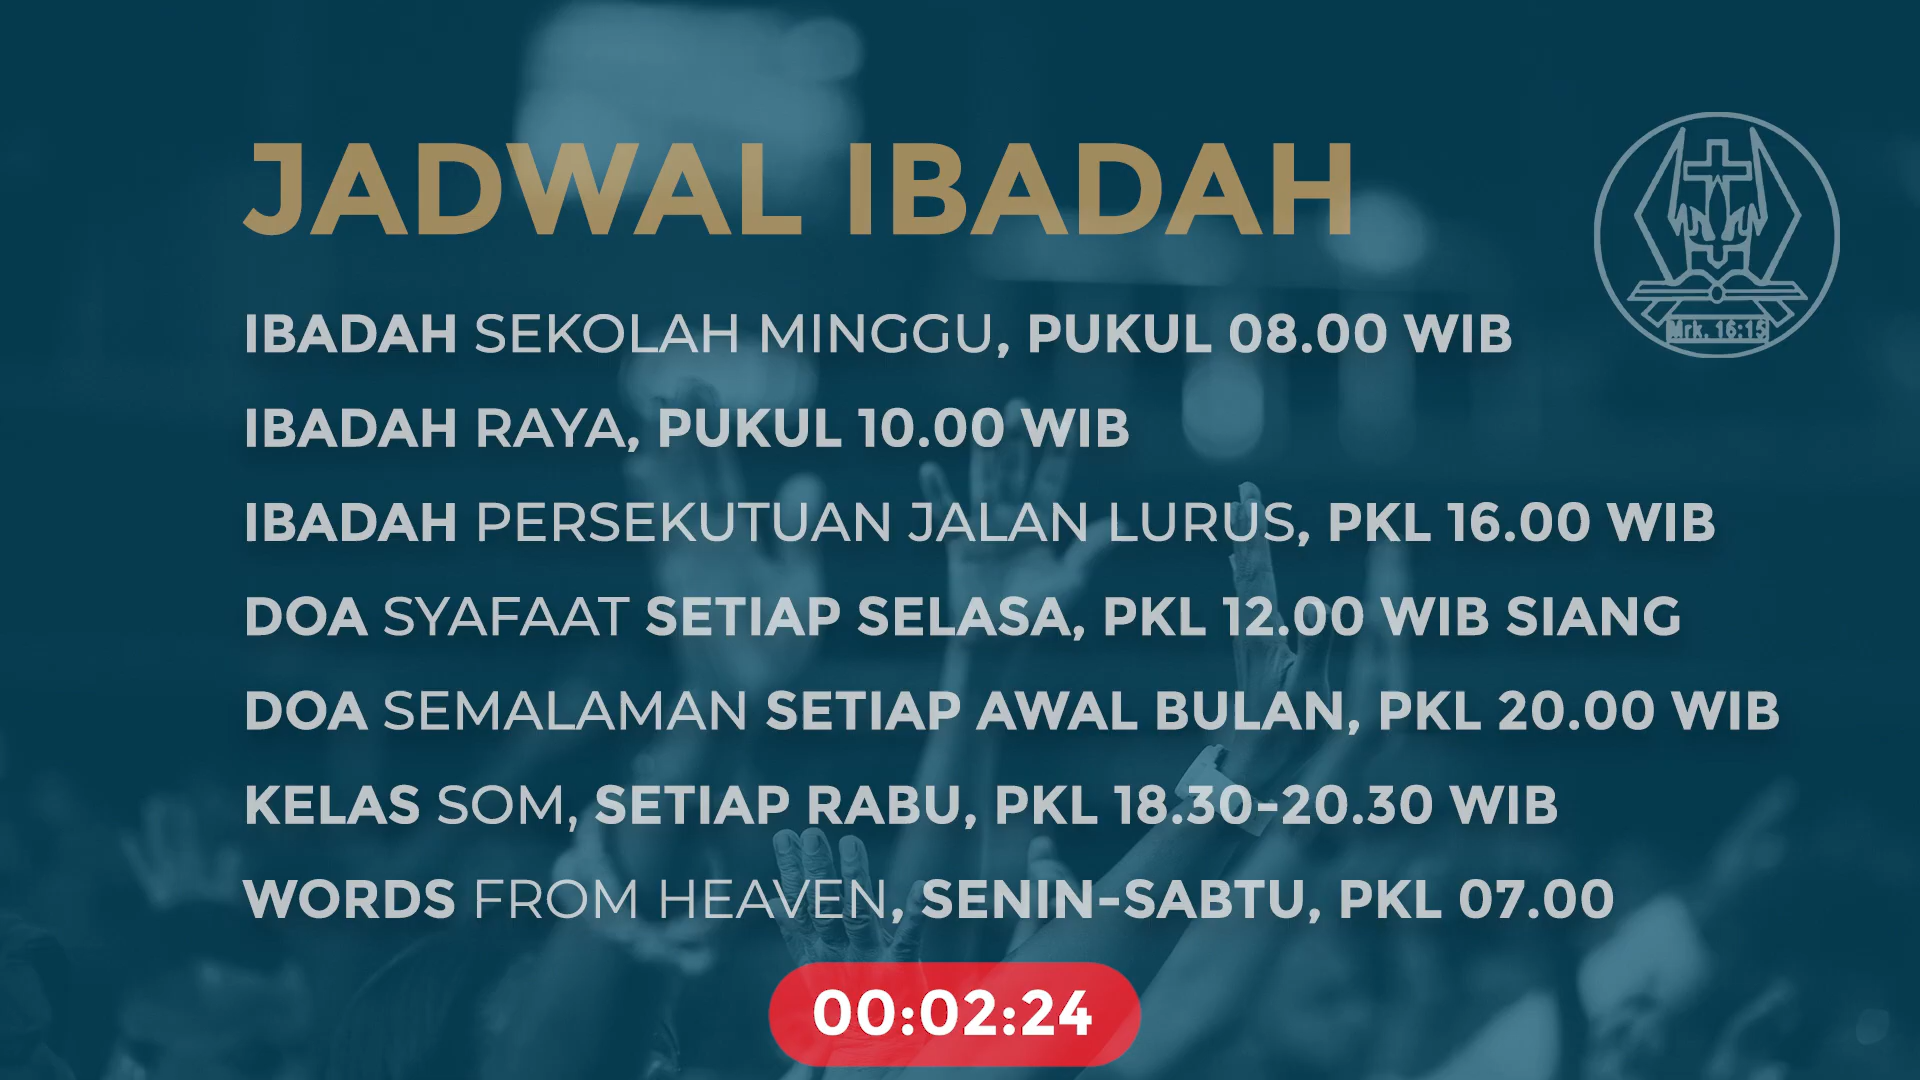 JADWAL IBADAH
Mrk. 16:15
IBADAH SEKOLAH MINGGU, PUKUL 08.00 WIB
IBADAH RAYA, PUKUL 10.00 WIB
IBADAH PERSEKUTUAN JALAN LURUS, PKL 16.00 WIB
DOA SYAFAAT SETIAP SELASA, PKL 12.00 WIB SIANG
DOA SEMALAMAN SETIAP AWAL BULAN, PKL 20.00 WIB
KELAS SOM, SETIAP RABU, PKL 18.30-20.30 WIB
WORDS FROM HEAVEN, SENIN-SABTU, PKL 07.00
00:02:24